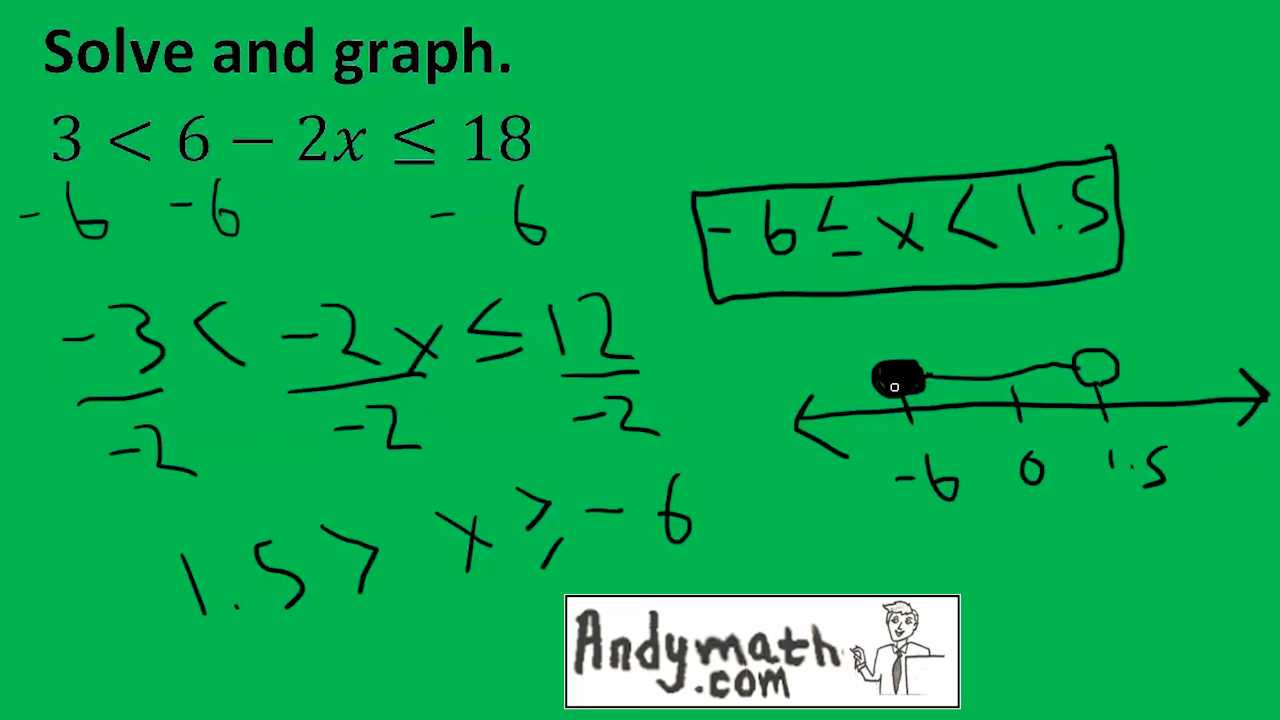 Solve and graph.
3 < 6 − 2x ≤ 18
-6 -6 - 6
-3 < -2x ≤ 12
-2 -2 -2
1.5 > x ≥ -6
-6 ≤ x < 1.5
-6 0 1.5
Andymath
.com